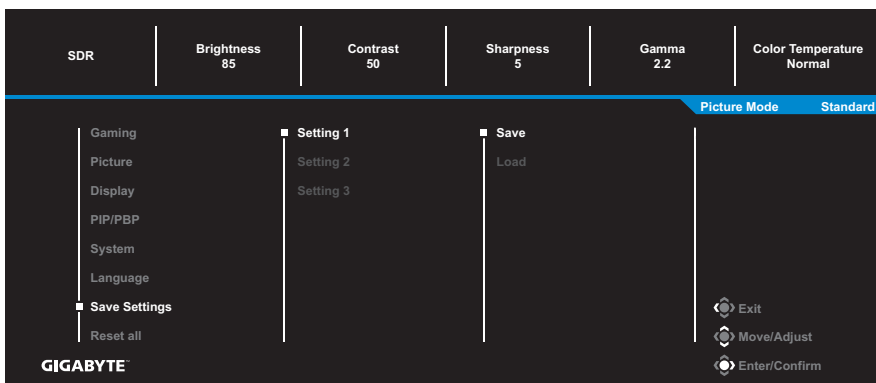 SDR
Brightness
85
Contrast
50
Sharpness
5
Gamma
2.2
Color Temperature
Normal
Picture Mode Standard
Gaming
Picture
Display
PIP/PBP
System
Language
Save Settings
Reset all
Setting 1
Setting 2
Setting 3
Save
Load
Exit
Move/Adjust
Enter/Confirm
GIGABYTE™